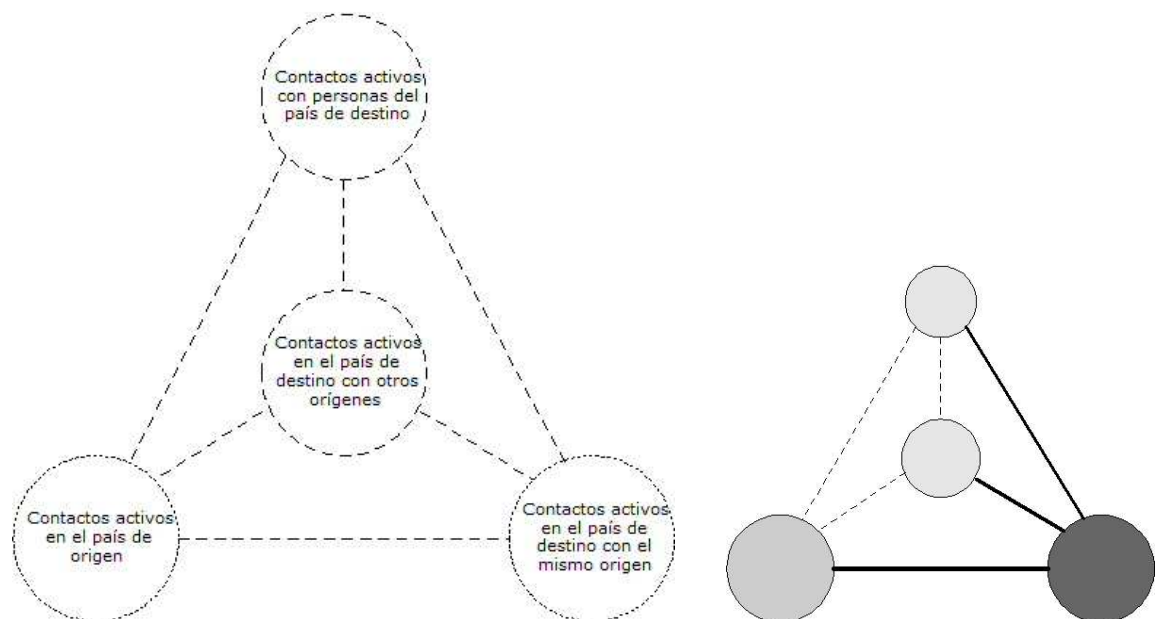 Contactos activos
con personas del
país de destino
Contactos activos
en el país de
destino con otros
orígenes
Contactos activos
en el país de
origen
Contactos activos
en el país de
destino con el
mismo origen